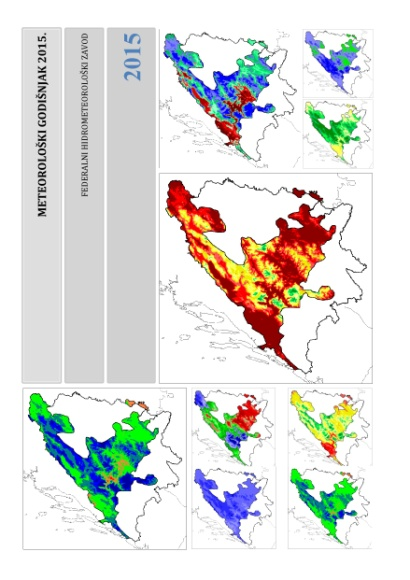 METEOROLOŠKI GODIŠNJAK 2015.
FEDERALNI HIDROMETEOROLOŠKI ZAVOD
2015